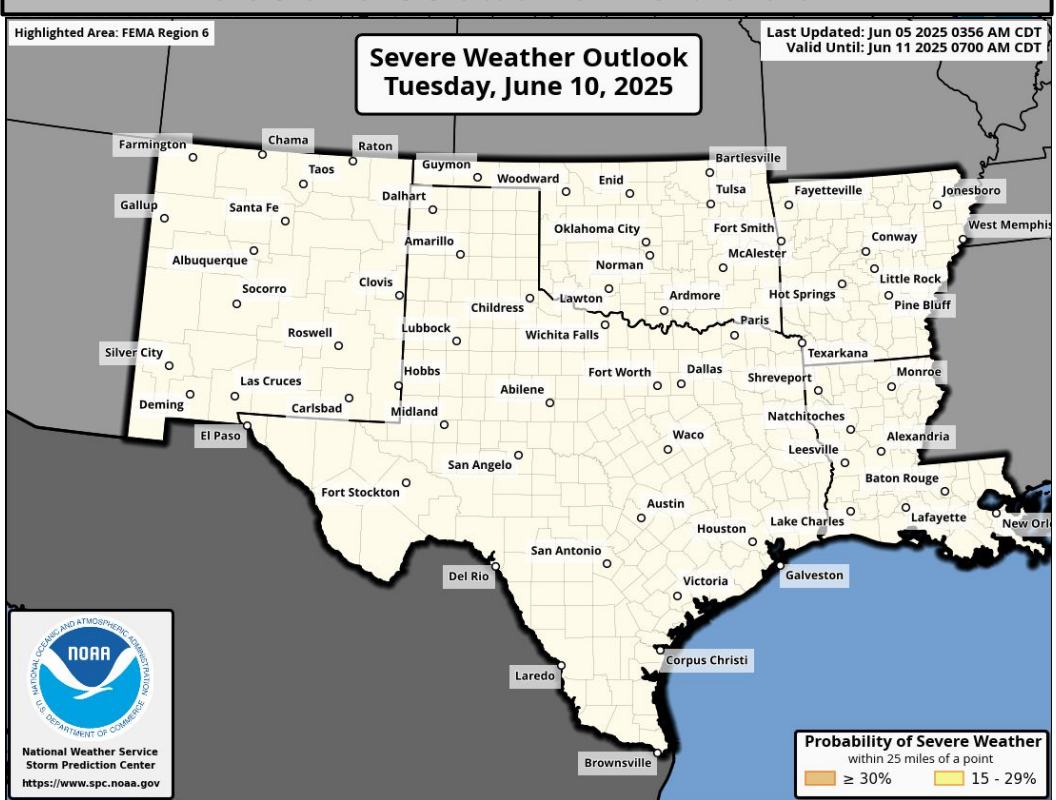 Highlighted Area: FEMA Region 6
Severe Weather Outlook
Tuesday, June 10, 2025
Last Updated: Jun 05 2025 0356 AM CDT
Valid Until: Jun 11 2025 0700 AM CDT
Farmington
Chama
Raton
Taos
Guymon
Woodward
Enid
Bartlesville
Tulsa
Fayetteville
Jonesboro
Gallup
Santa Fe
Dalhart
Oklahoma City
Fort Smith
West Memphis
Albuquerque
Amarillo
Norman
McAlester
Conway
Socorro
Clovis
Childress
Lawton
Ardmore
Hot Springs
Little Rock
Pine Bluff
Roswell
Lubbock
Wichita Falls
Paris
Texarkana
Silver City
Las Cruces
Hobbs
Abilene
Fort Worth
Dallas
Shreveport
Monroe
Deming
Carlsbad
Midland
Natchitoches
El Paso
Waco
Leesville
Alexandria
San Angelo
Fort Stockton
Baton Rouge
Austin
Houston
Lake Charles
Lafayette
New Orl
San Antonio
Del Rio
Victoria
Galveston
Laredo
Corpus Christi
Brownsville
NATIONAL OCEANIC AND ATMOSPHERIC ADMINISTRATION
NOAA
U.S. DEPARTMENT OF COMMERCE
National Weather Service
Storm Prediction Center
https://www.spc.noaa.gov
Probability of Severe Weather
within 25 miles of a point
≥ 30%
15 - 29%